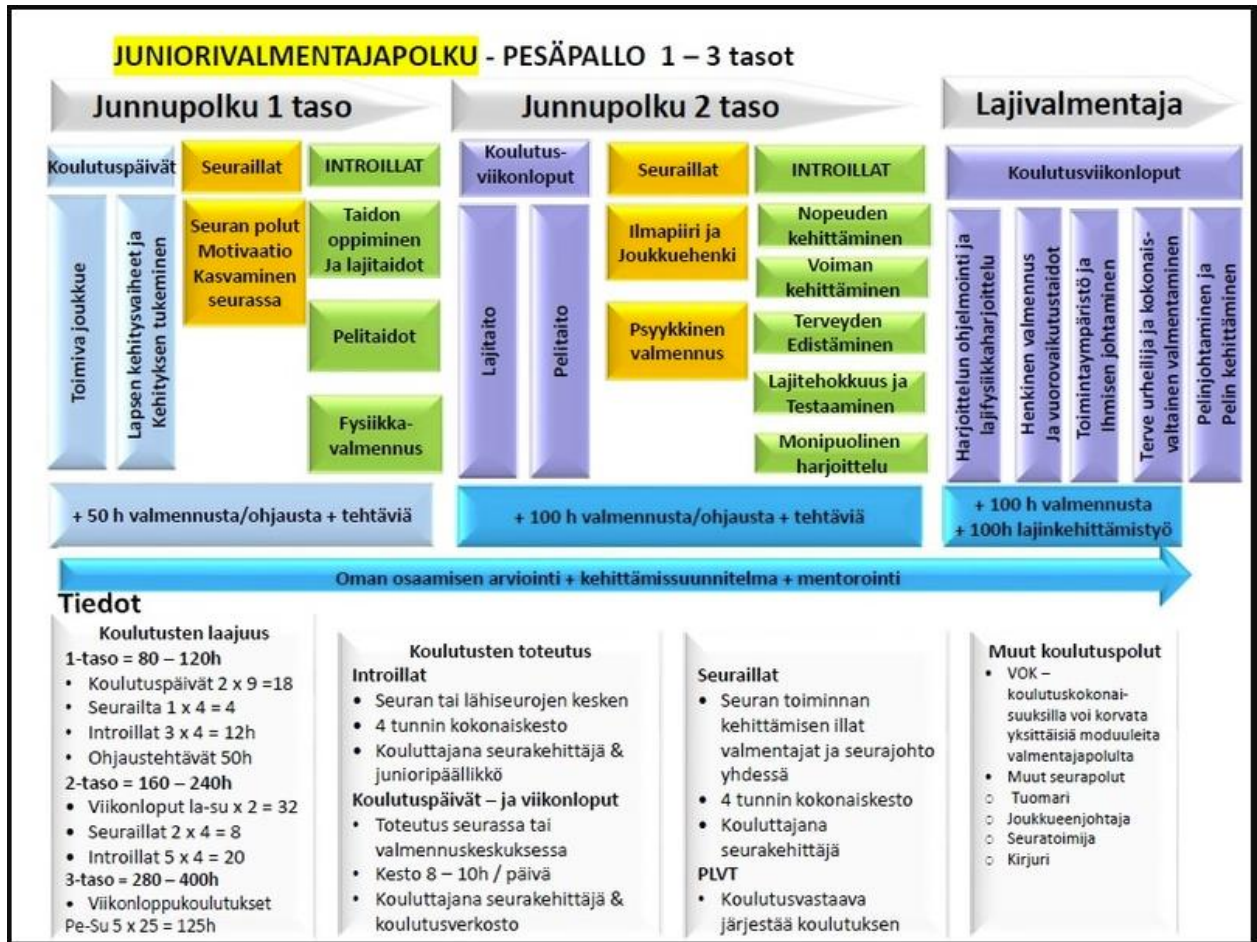 JUNIORIVALMENTAJAPOLKU - PESÄPALLO 1 – 3 tasot
Junnupolku 1 taso
Koulutuspäivät
Toimiva joukkue
Lapsen kehitysvaiheet ja
Kehityksen tukeminen
Seuraillat
Seuran polut
Motivaatio
Kasvaminen
seurassa
INTROILLAT
Taidon
oppiminen
Ja lajitaidot
Pelitaidot
Fysiikka-
valmennus
+ 50 h valmennusta/ohjausta + tehtäviä
Junnupolku 2 taso
Koulutus-
viikonloput
Lajitaito
Pelitaito
Seuraillat
Ilmapiiri ja
Joukkuehenki
Psyykkinen
valmennus
INTROILLAT
Nopeuden
kehittäminen
Voiman
kehittäminen
Terveyden
Edistäminen
Lajitehokkuus ja
Testaaminen
Monipuolinen
harjoittelu
+ 100 h valmennusta/ohjausta + tehtäviä
Lajivalmentaja
Koulutusviikonloput
Harjoittelun ohjelmointi ja
lajifysiikkaharjoittelu
Henkinen valmennus
Ja vuorovaikutustaidot
Toimintaympäristö ja
Ihmisen johtaminen
Terve urheilija ja kokonais-
valtainen valmentaminen
Pelinjohtaminen ja
Pelin kehittäminen
+ 100 h valmennusta
+ 100h lajinkehittämistyö
Oman osaamisen arviointi + kehittämissuunnitelma + mentorointi
Tiedot
Koulutusten laajuus
1-taso = 80 – 120h
• Koulutuspäivät 2 x 9 =18
• Seurailta 1 x 4 = 4
• Introillat 3 x 4 = 12h
• Ohjaustehtävät 50h
2-taso = 160 – 240h
• Viikonloput la-su x 2 = 32
• Seuraillat 2 x 4 = 8
• Introillat 5 x 4 = 20
3-taso = 280 – 400h
• Viikonloppukoulutukset
Pe-Su 5 x 25 = 125h
Koulutusten toteutus
Introillat
• Seuran tai lähiseurojen kesken
• 4 tunnin kokonaiskesto
• Kouluttajana seurakehittäjä &
junioripäällikkö
Koulutuspäivät – ja viikonloput
• Toteutus seurassa tai
valmennuskeskuksessa
• Kesto 8 – 10h / päivä
• Kouluttajana seurakehittäjä &
koulutusverkosto
Seuraillat
• Seuran toiminnan
kehittämisen illat
valmentajat ja seurajohto
yhdessä
• 4 tunnin kokonaiskesto
• Kouluttajana
seurakehittäjä
PLVT
• Koulutusvastaava
järjestää koulutuksen
Muut koulutuspolut
• VOK –
koulutuskokonai-
suuksilla voi korvata
yksittäisiä moduuleita
valmentajapolulta
• Muut seurapolut
○ Tuomari
○ Joukkueenjohtaja
○ Seuratoimija
○ Kirjuri